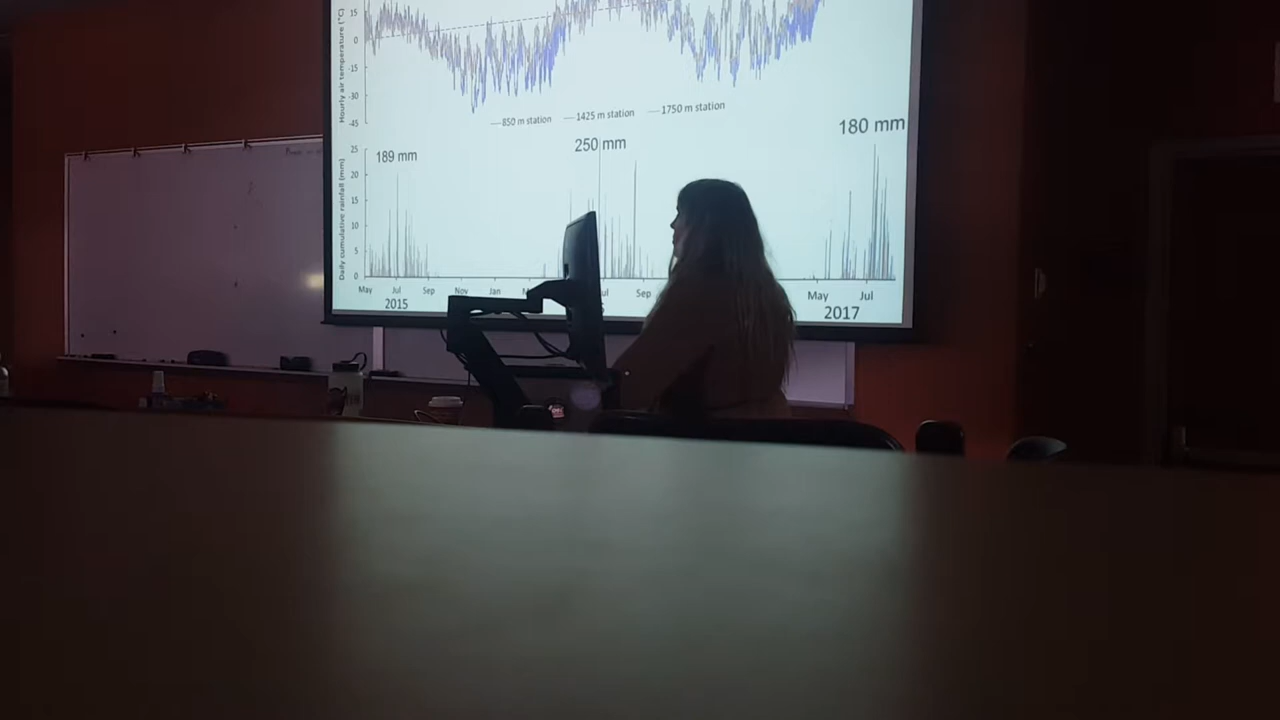 Hourly air temperature (°C)
15
0
-15
-30
-45
850 m station 1425 m station 1750 m station
189 mm
250 mm
180 mm
Daily cumulative rainfall (mm)
25
20
15
10
5
0
May Jul Sep Nov Jan Sep May Jul
2015 2017